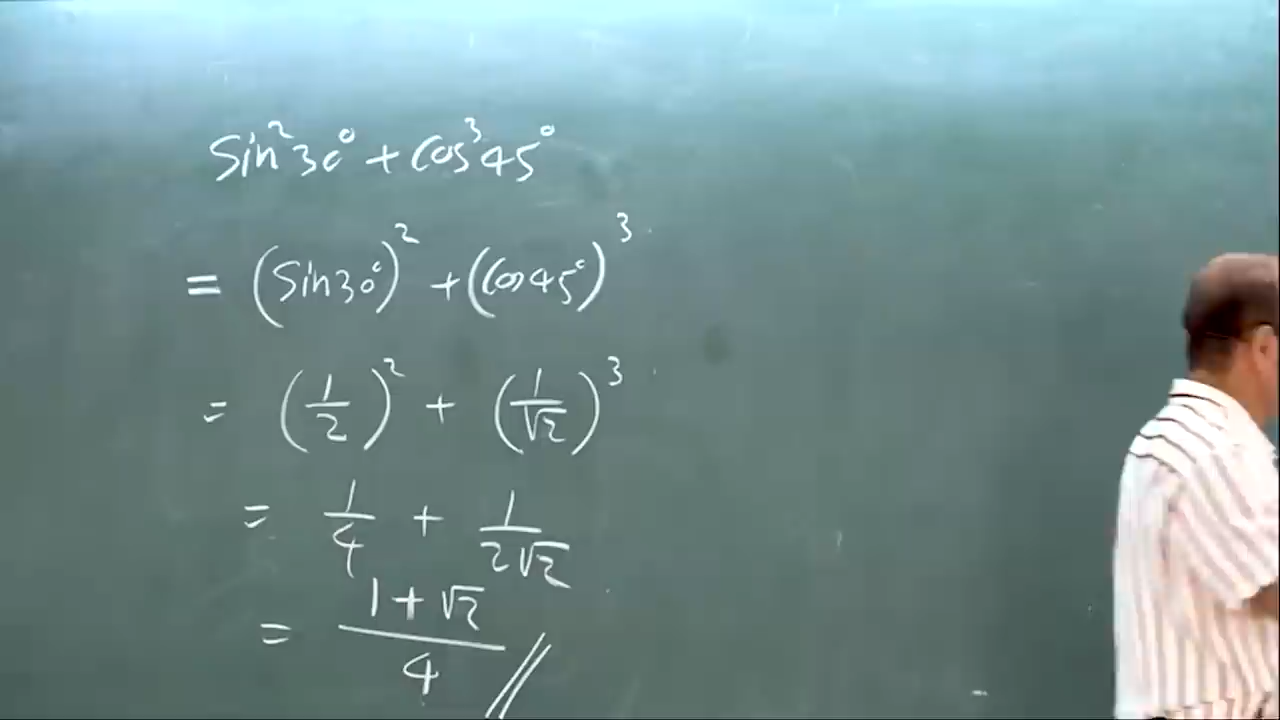 sin²30° + cos³45°
= (sin30°)² + (cos45°)³
= (1/2)² + (1/√2)³
= 1/4 + 1/2√2
= (1+√2)/4 //